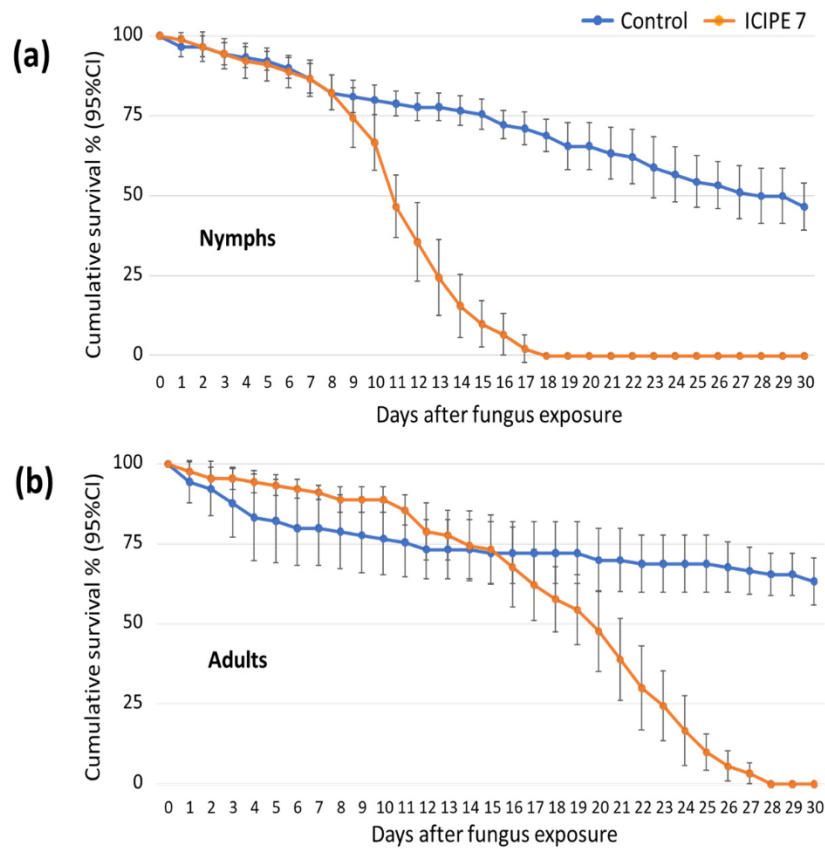 Control ICIPE 7
(a)
Cumulative survival % (95%CI)
100
75
50
25
0
Nymphs
0 1 2 3 4 5 6 7 8 9 10 11 12 13 14 15 16 17 18 19 20 21 22 23 24 25 26 27 28 29 30
Days after fungus exposure
(b)
Cumulative survival % (95%CI)
100
75
50
25
0
Adults
0 1 2 3 4 5 6 7 8 9 10 11 12 13 14 15 16 17 18 19 20 21 22 23 24 25 26 27 28 29 30
Days after fungus exposure